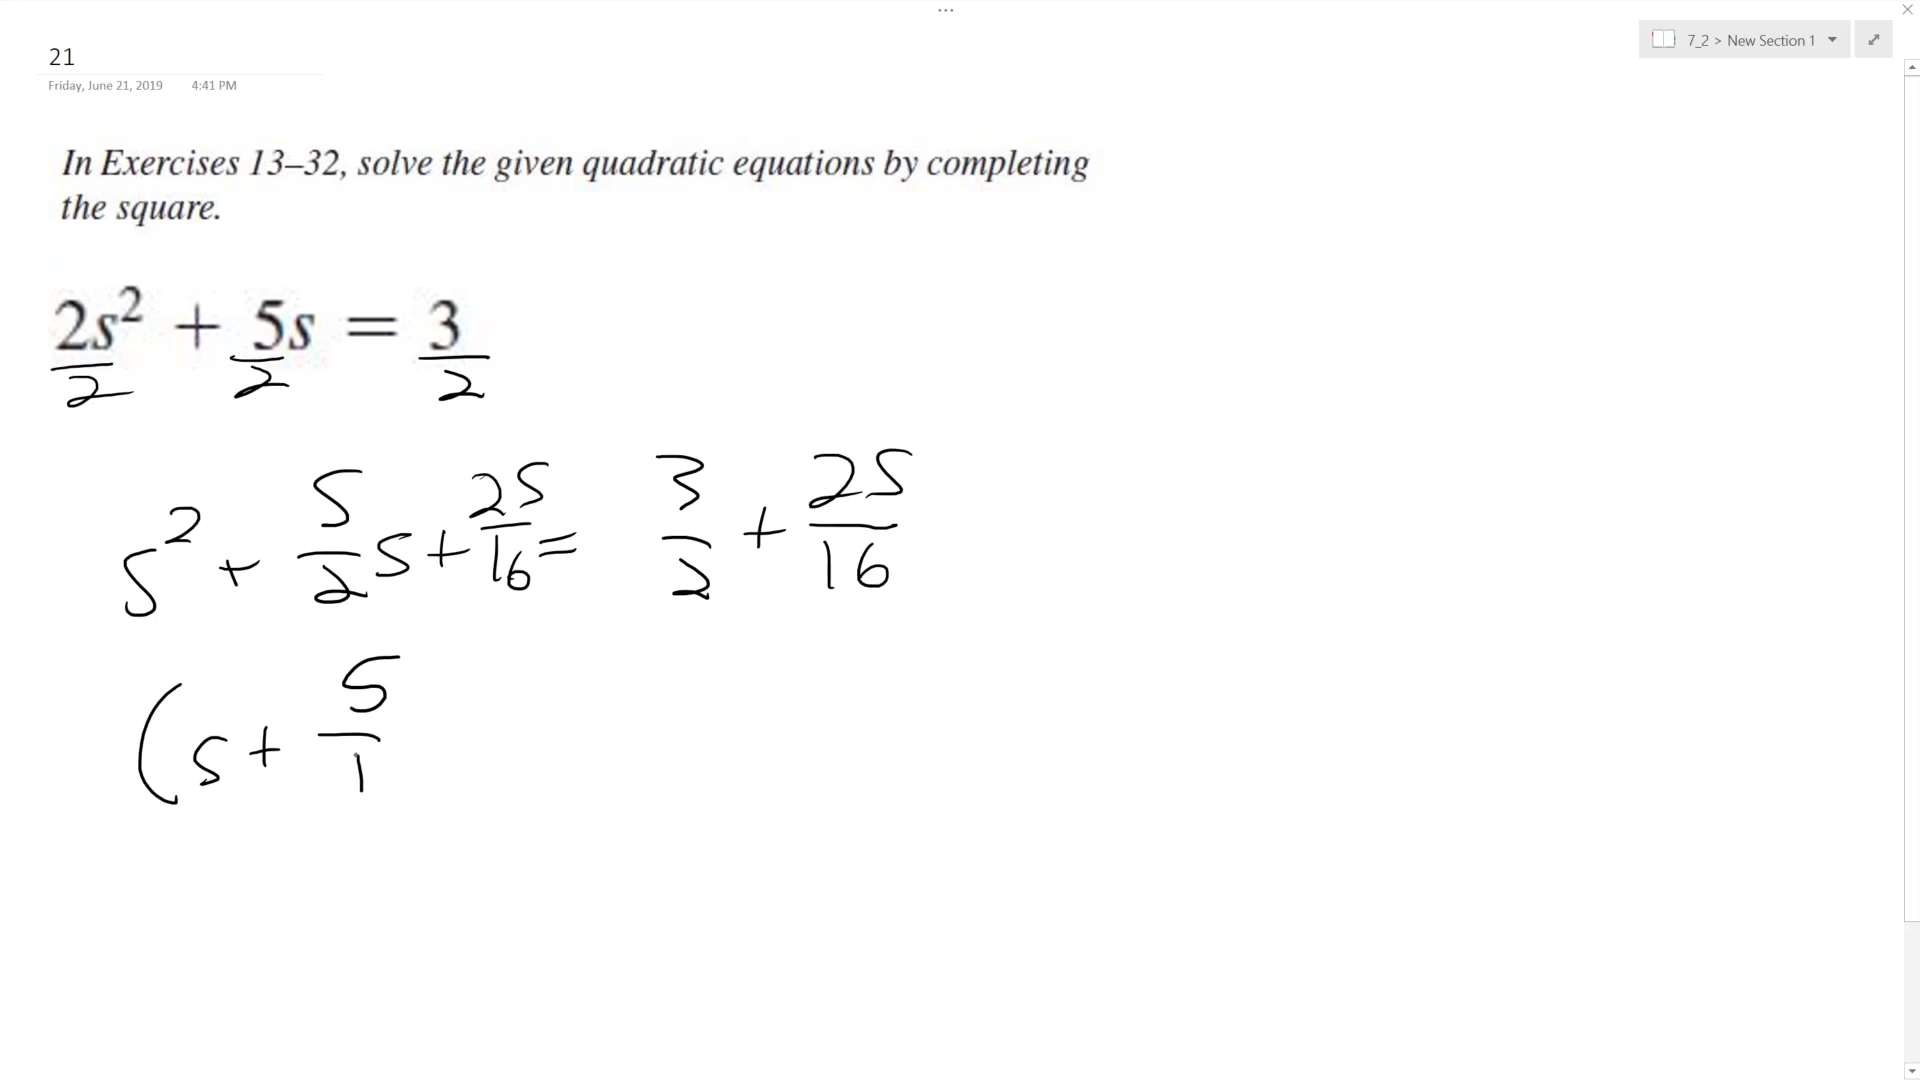 ...
21
7_2 > New Section 1
Friday, June 21, 2019 4:41 PM
In Exercises 13–32, solve the given quadratic equations by completing
the square.
2s² + 5s = 3
2 2 2
s² + 5/2 s + 25/16 = 3/2 + 25/16
(s + 5/1